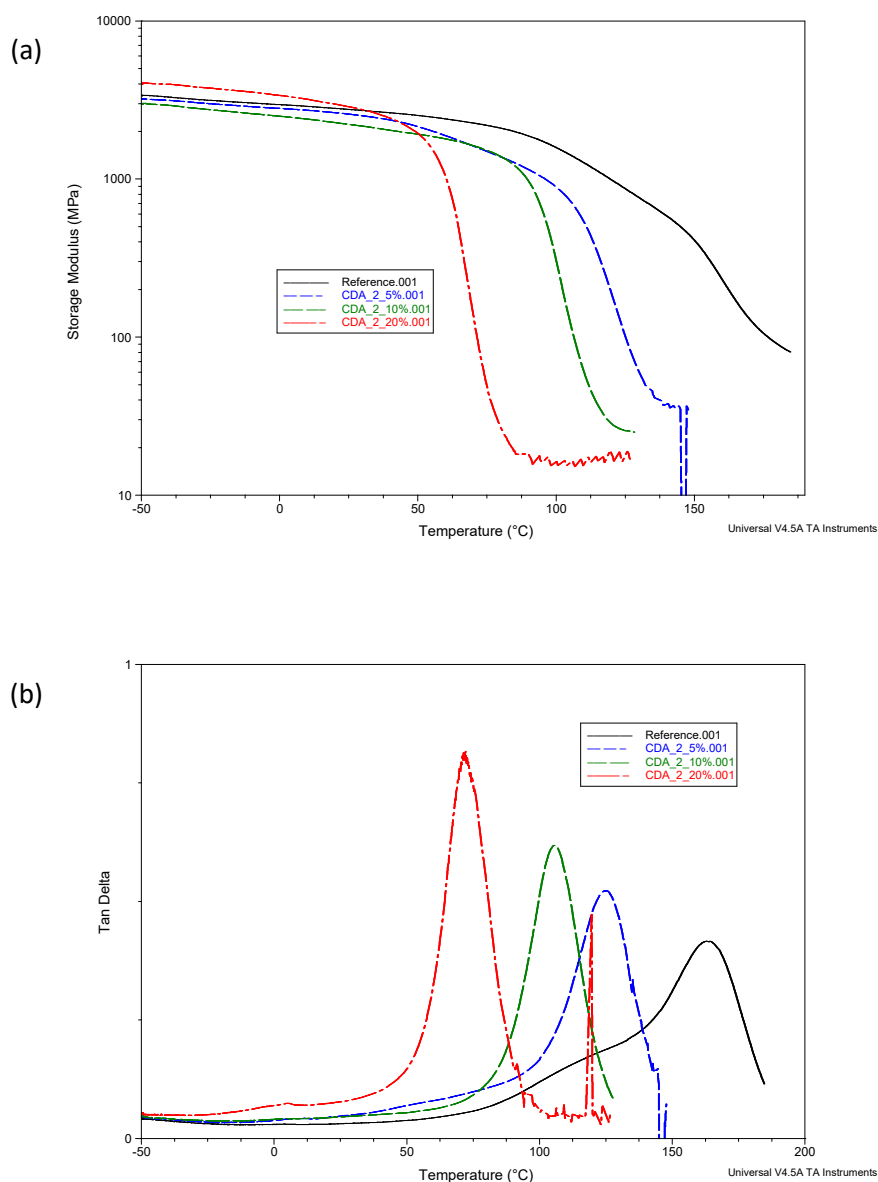 (a)
10000
1000
100
10
Storage Modulus (MPa)
Reference.001
CDA_2_5%.001
CDA_2_10%.001
CDA_2_20%.001
-50
0
50
100
150
Temperature (°C)
Universal V4.5A TA Instruments
(b)
1
0
Tan Delta
Reference.001
CDA_2_5%.001
CDA_2_10%.001
CDA_2_20%.001
-50
0
50
100
150
200
Temperature (°C)
Universal V4.5A TA Instruments